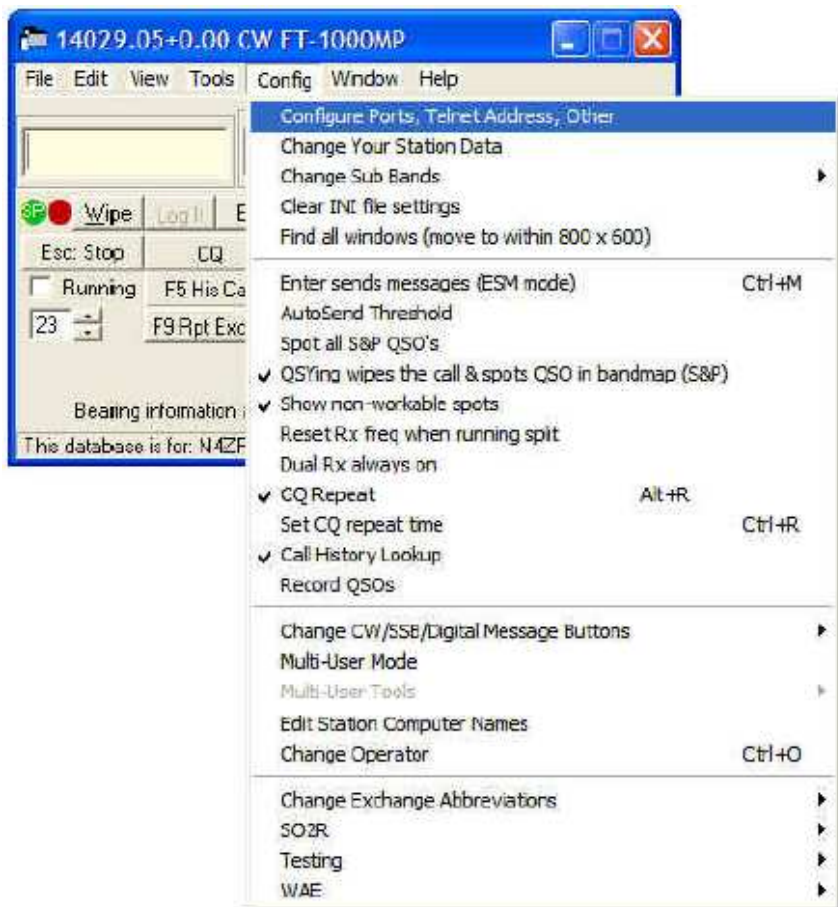 14029.05+0.00 CW FT-1000MP
File Edit View Tools Config Window Help
Configure Ports, Telnet Address, Other
Change Your Station Data
Change Sub Bands
Clear INI file settings
Find all windows (move to within 800 x 600)
Enter sends messages (ESM mode) Ctrl+M
AutoSend Threshold
Spot all S&P QSO's
QSYing wipes the call & spots QSO in bandmap (S&P)
Show non-workable spots
Reset Rx freq when running split
Dual Rx always on
CQ Repeat Alt+R
Set CQ repeat time Ctrl+R
Call History Lookup
Record QSOs
Change CW/SSB/Digital Message Buttons
Multi-User Mode
Multi-User Tools
Edit Station Computer Names
Change Operator Ctrl+O
Change Exchange Abbreviations
SO2R
Testing
WAE
SP Wipe Log It E
Esc: Stop CQ
Running F5 His Ca
23 F9 Rpt Exc
Bearing information
This database is for: N4ZR